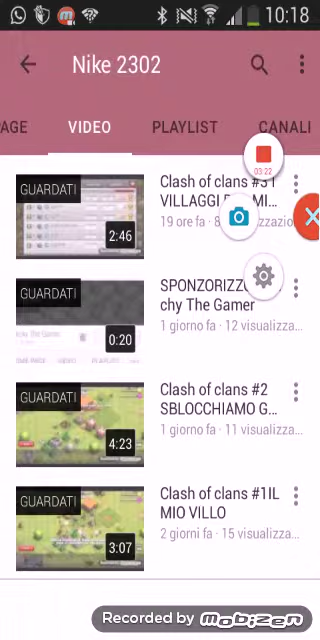 10:18
Nike 2302
AGE VIDEO PLAYLIST CANALI
03:22
GUARDATI
2:46
Clash of clans #31
VILLAGGI
19 ore fa · 8
GUARDATI
0:20
SPONZORIZZ
chy The Gamer
1 giorno fa · 12 visualizza...
GUARDATI
4:23
Clash of clans #2
SBLOCCHIAMO G...
1 giorno fa · 11 visualizza...
GUARDATI
3:07
Clash of clans #1IL
MIO VILLO
2 giorni fa · 15 visualizza...
Recorded by Mobizen